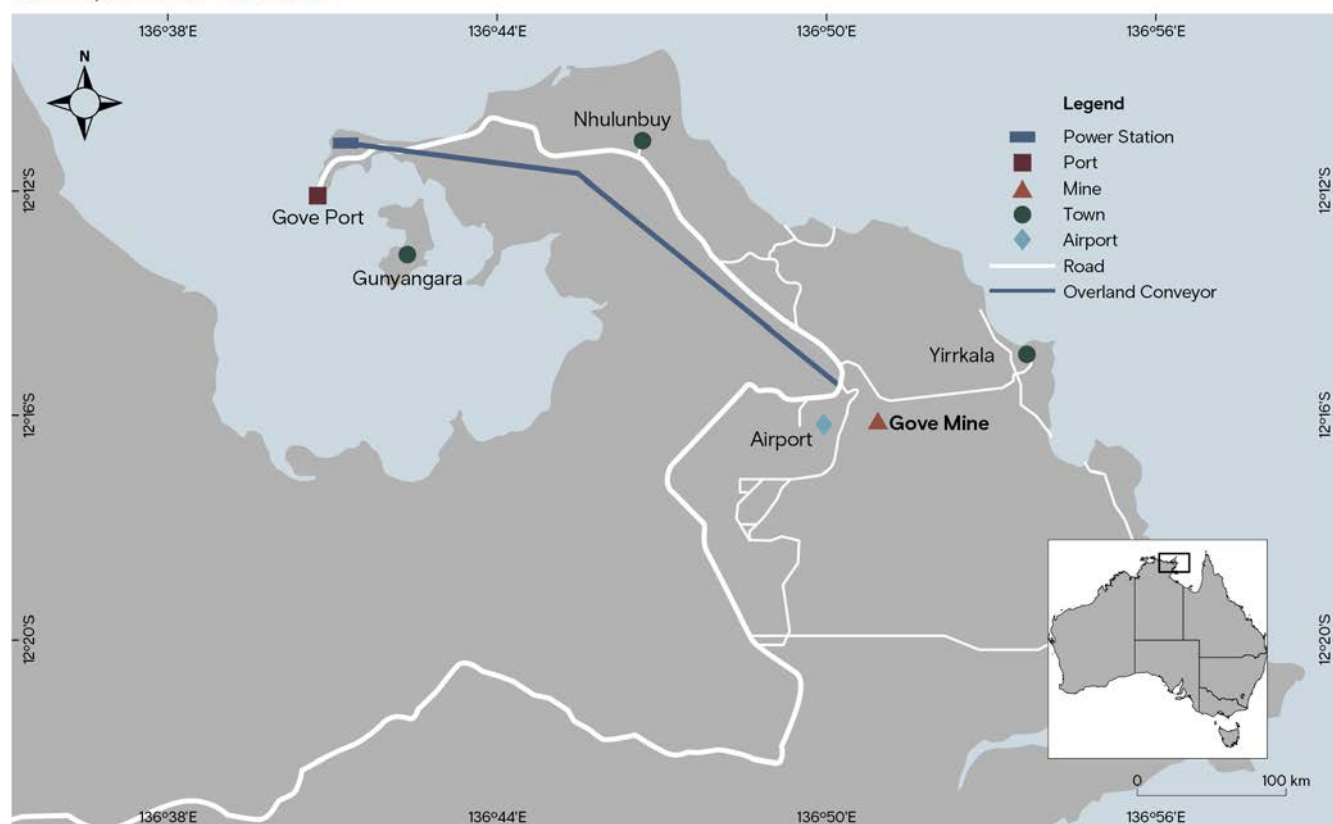 136°38'E 136°44'E 136°50'E 136°56'E
N
Legend
Power Station
Port
Mine
Town
Airport
Road
Overland Conveyor
Nhulunbuy
12°12'S 12°12'S
Gove Port
Gunyangara
Yirrkala
12°16'S 12°16'S
Airport
Gove Mine
12°20'S 12°20'S
0 100 km
136°38'E 136°44'E 136°50'E 136°56'E